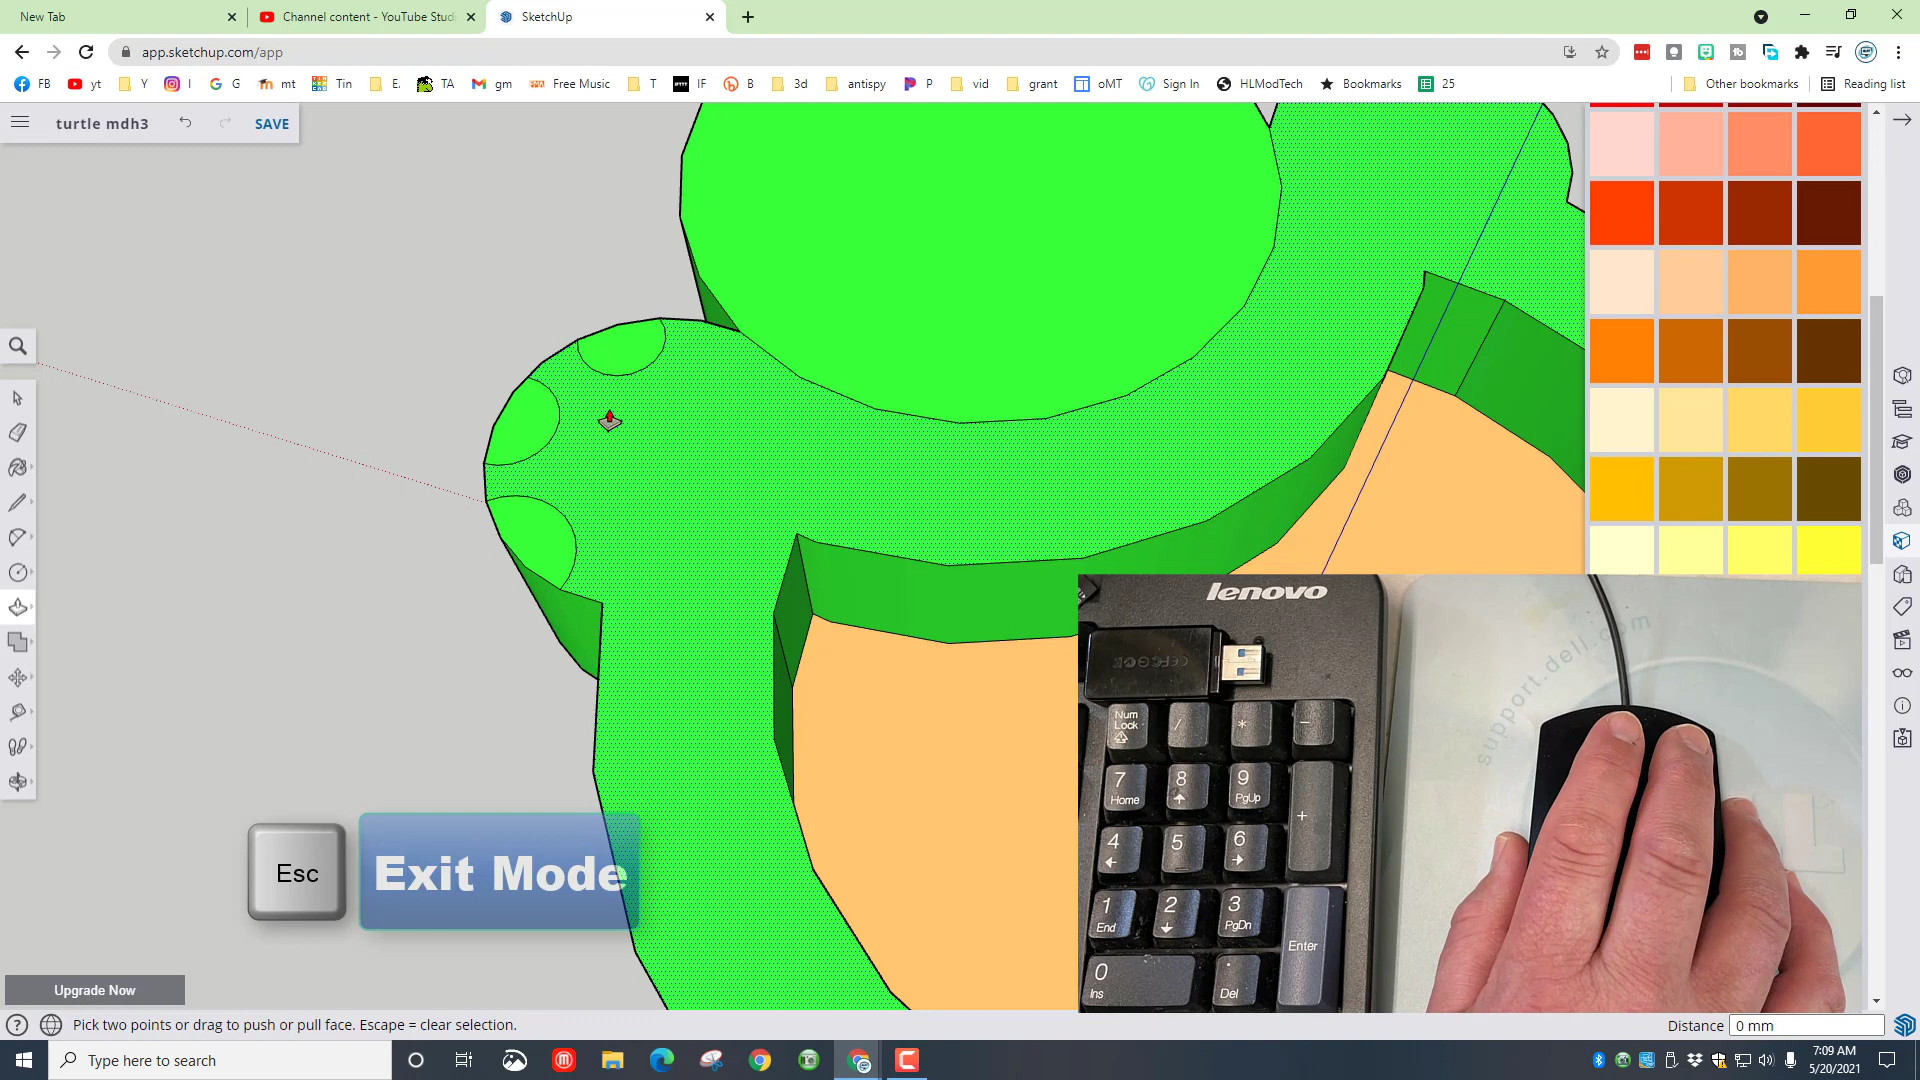 New Tab
Channel content - YouTube Stud
SketchUp
app.sketchup.com/app
FB
yt
Y
I
G
mt
Tin
E.
TA
gm
Free Music
T
IF
B
3d
antispy
P
vid
grant
oMT
Sign In
HLModTech
Bookmarks
25
Other bookmarks
Reading list
turtle mdh3
SAVE
lenovo
support.dell.com
Num
Lock
/
*
-
7
Home
8
9
PgUp
+
4
5
6
1
End
2
3
PgDn
Enter
0
Ins
.
Del
Esc
Exit Mode
Upgrade Now
Pick two points or drag to push or pull face. Escape = clear selection.
Distance
0 mm
Type here to search
7:09 AM
5/20/2021